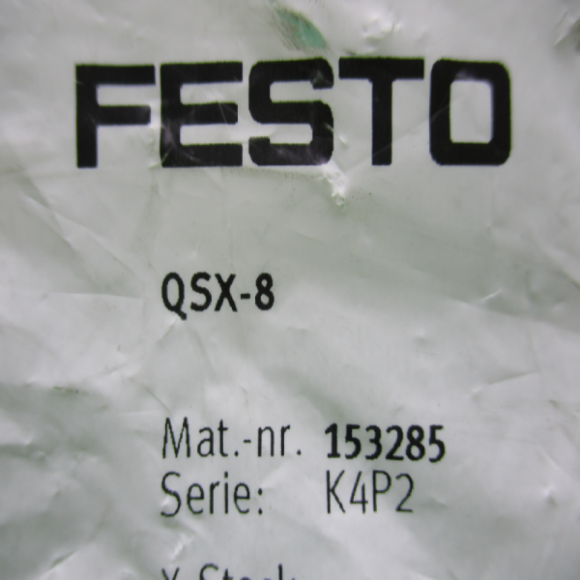 FESTO
QSX-8
Mat.-nr. 153285
Serie: K4P2